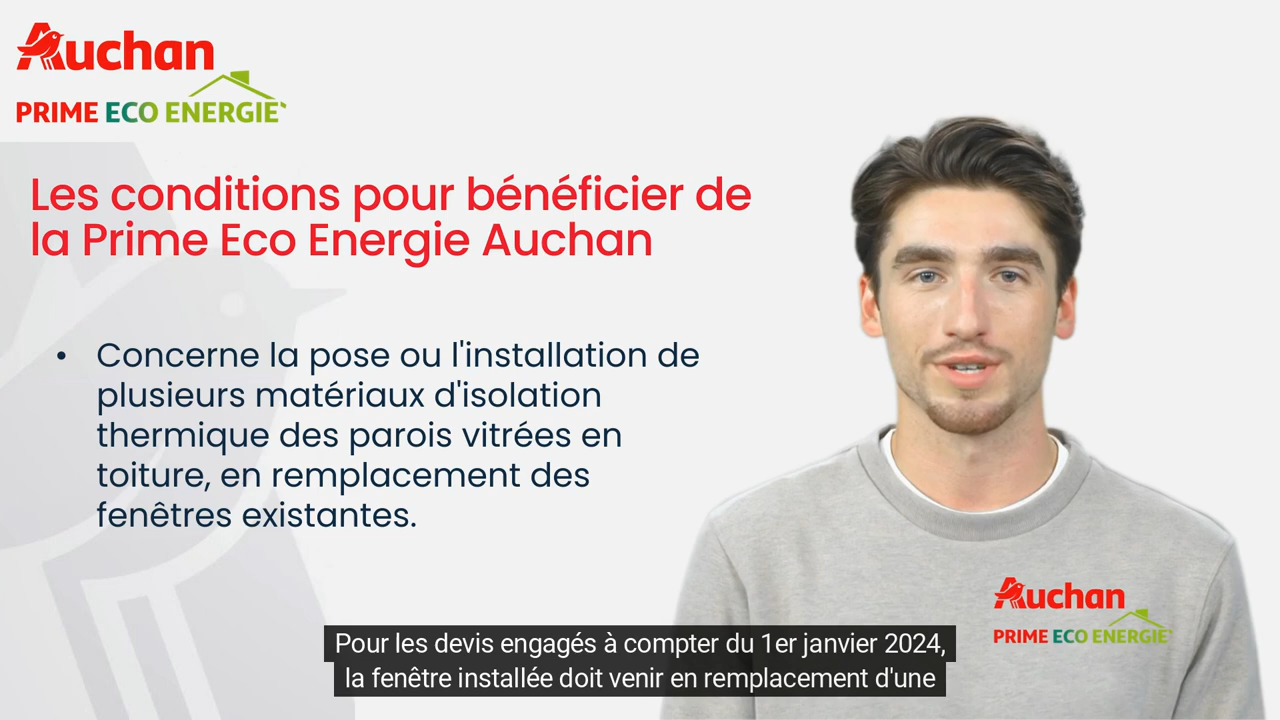 Auchan
PRIME ECO ENERGIE
Les conditions pour bénéficier de
la Prime Eco Energie Auchan
• Concerne la pose ou l'installation de
plusieurs matériaux d'isolation
thermique des parois vitrées en
toiture, en remplacement des
fenêtres existantes.
Auchan
PRIME ECO ENERGIE
Pour les devis engagés à compter du 1er janvier 2024,
la fenêtre installée doit venir en remplacement d'une